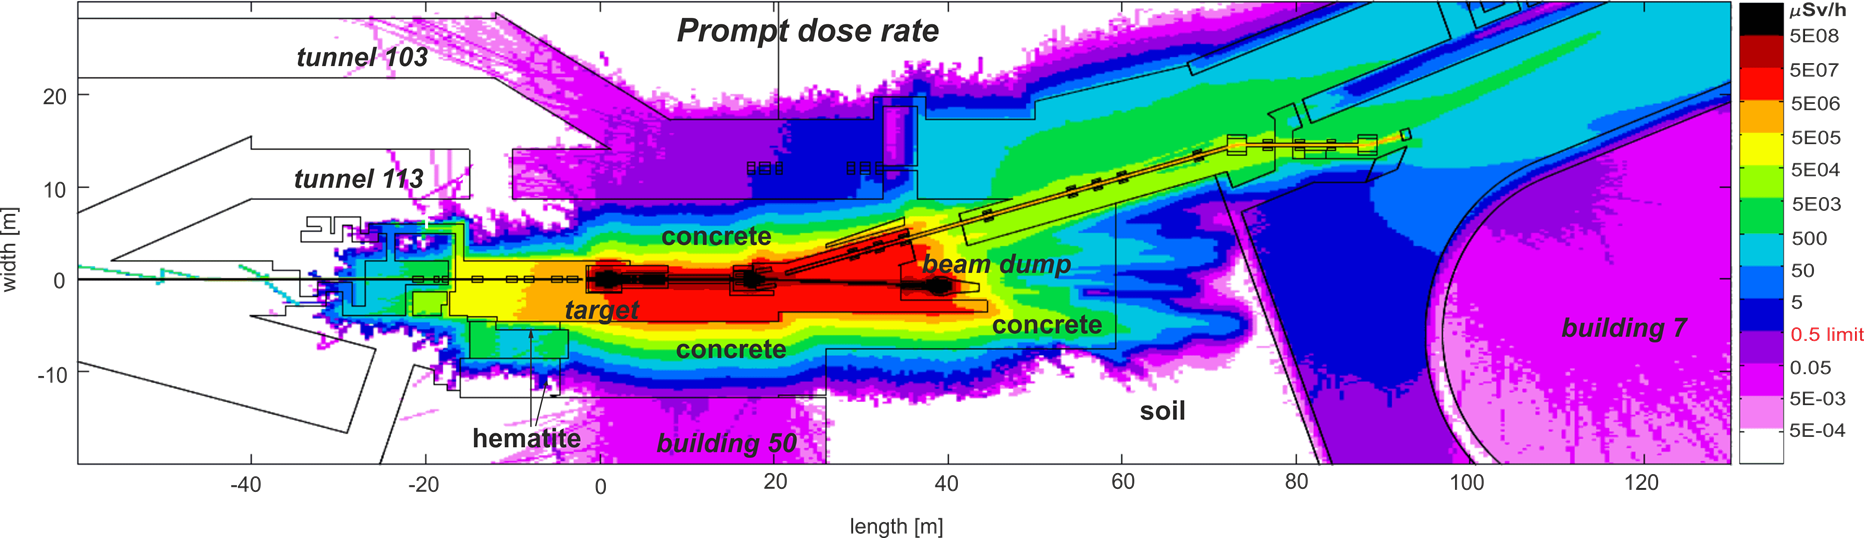 Prompt dose rate
μSv/h
5E08
5E07
5E06
5E05
5E04
5E03
500
50
5
0.5 limit
0.05
5E-03
5E-04
tunnel 103
tunnel 113
concrete
beam dump
target
concrete
concrete
building 7
soil
hematite
building 50
width [m]
20
10
0
-10
-40
-20
0
20
40
60
80
100
120
length [m]